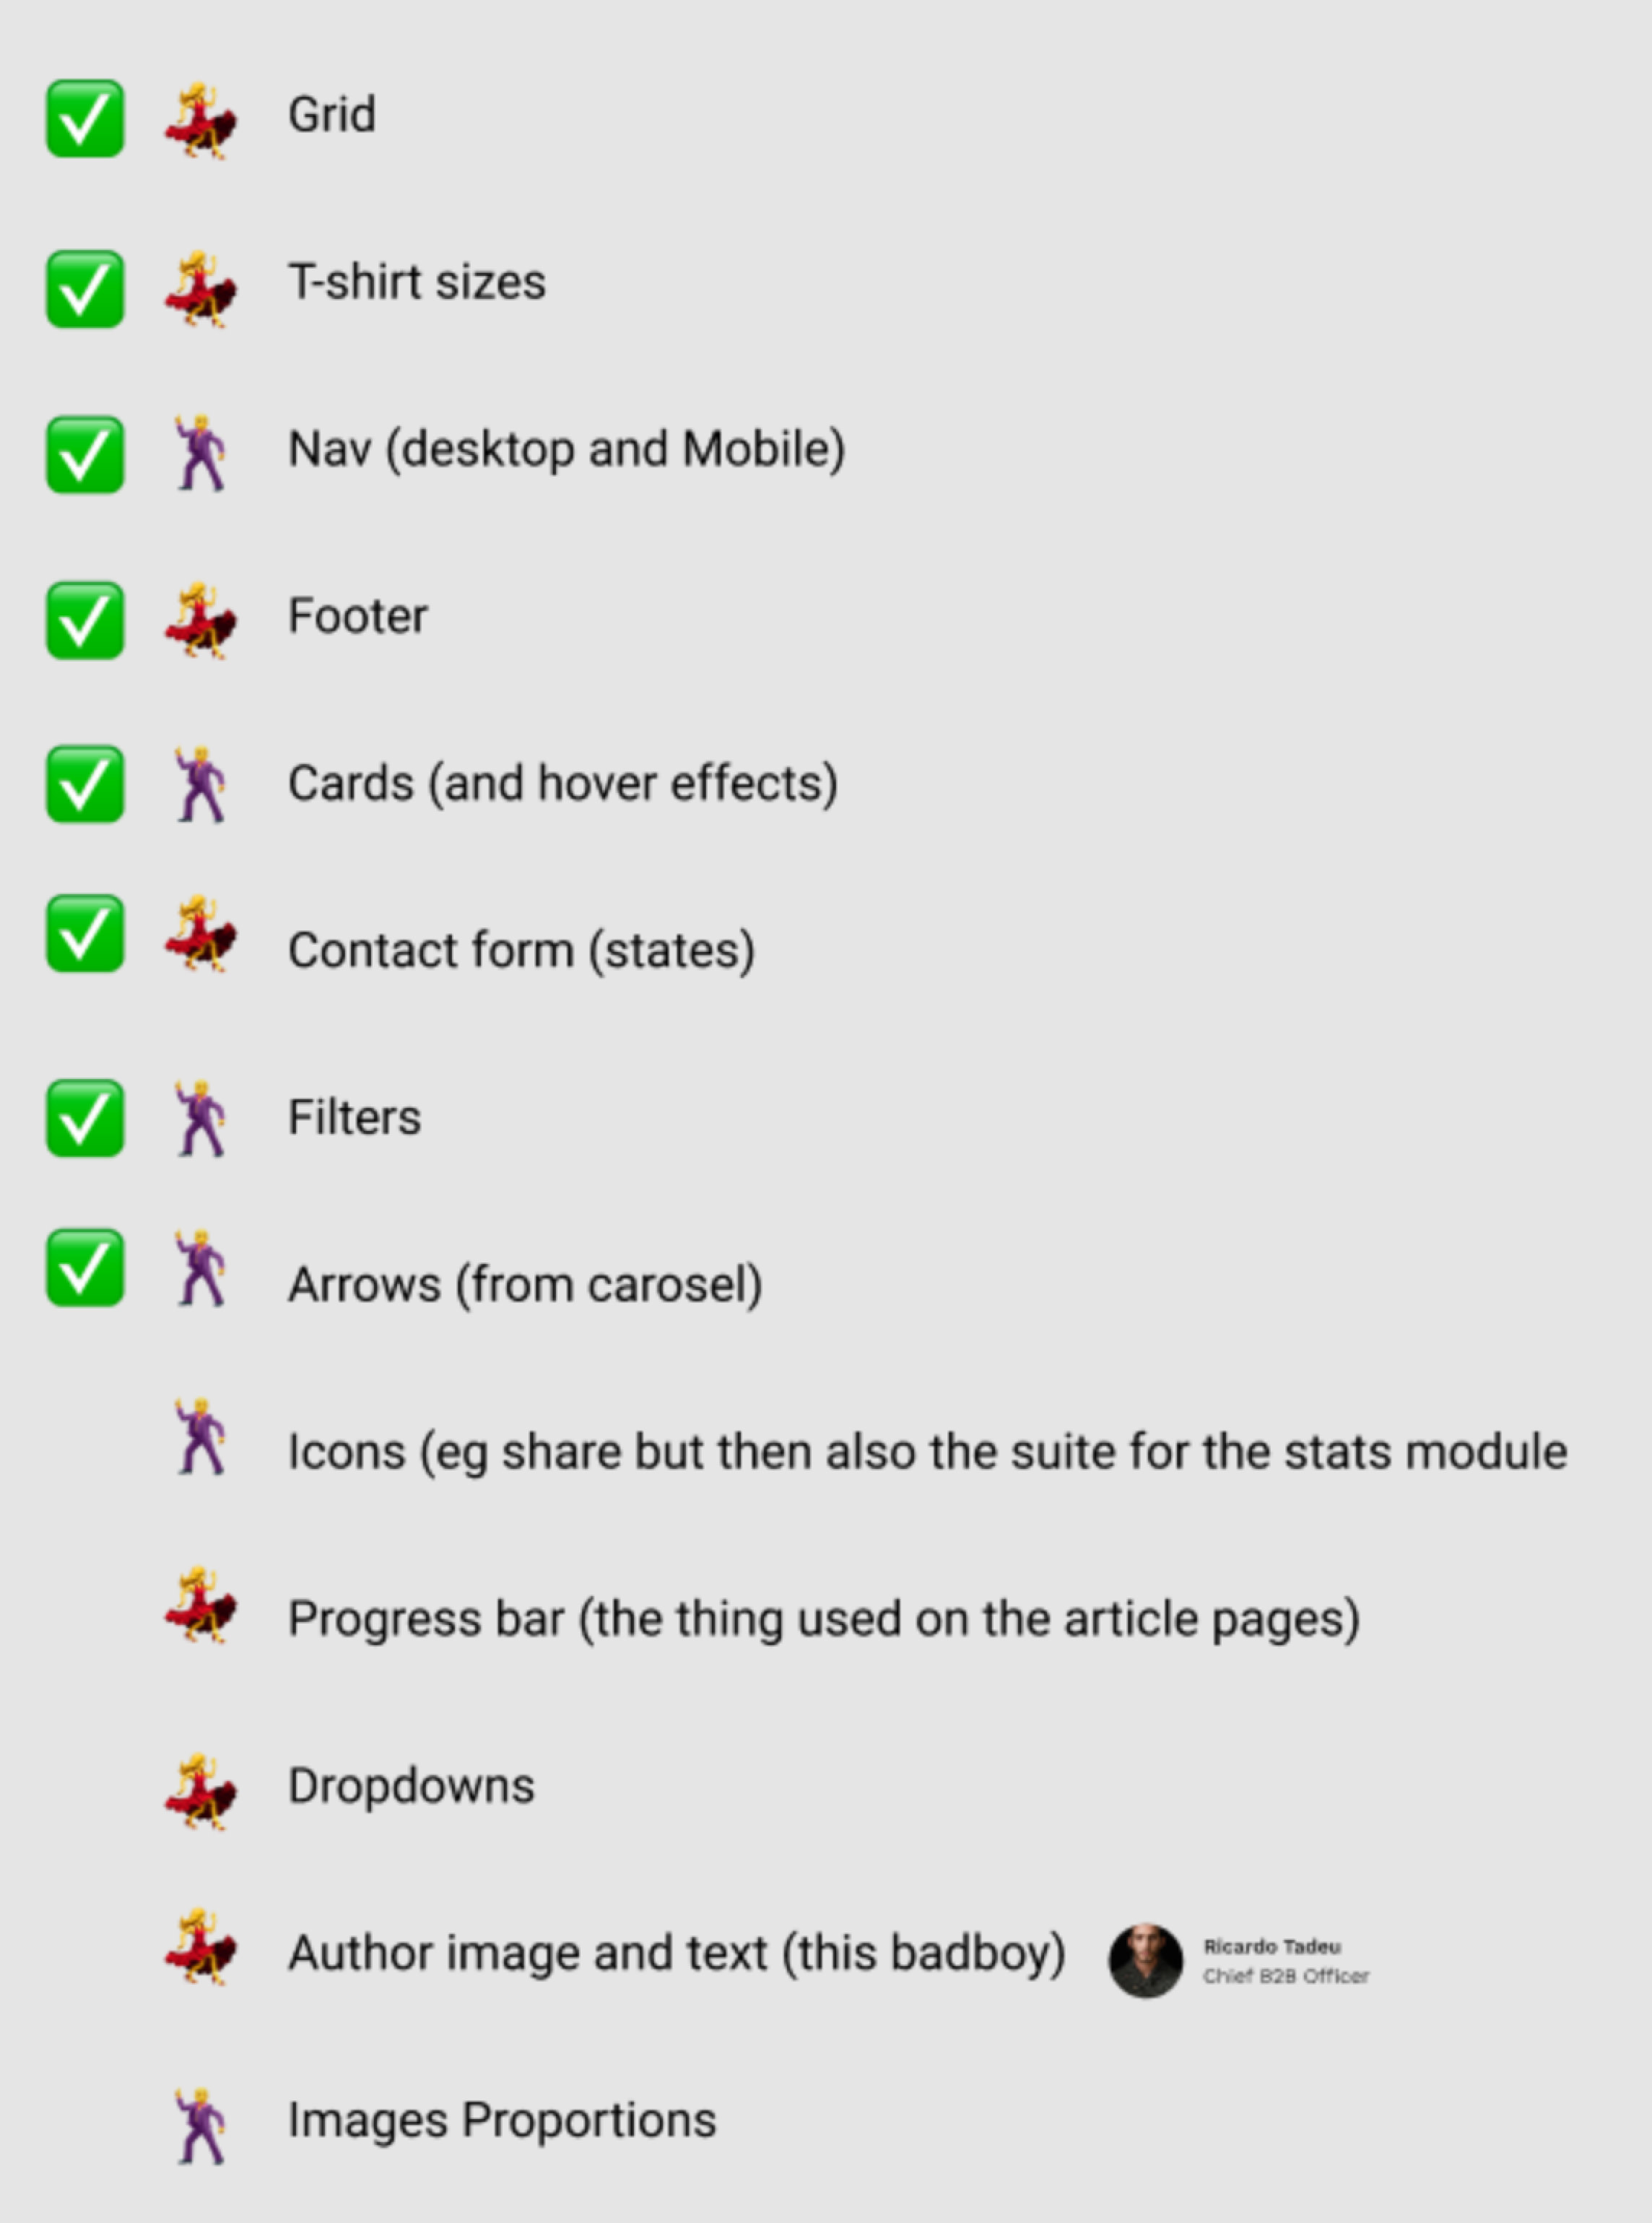 ✅ 💃 Grid
✅ 💃 T-shirt sizes
✅ 🕺 Nav (desktop and Mobile)
✅ 💃 Footer
✅ 🕺 Cards (and hover effects)
✅ 💃 Contact form (states)
✅ 🕺 Filters
✅ 🕺 Arrows (from carosel)
🕺 Icons (eg share but then also the suite for the stats module
💃 Progress bar (the thing used on the article pages)
💃 Dropdowns
💃 Author image and text (this badboy)
Ricardo Tadeu
Chief B2B Officer
🕺 Images Proportions